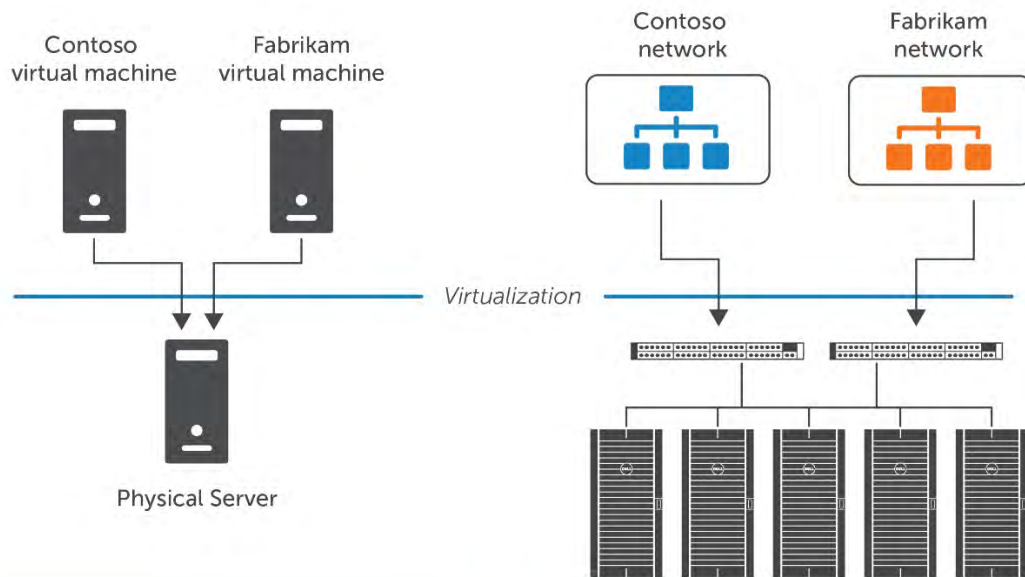 Contoso
virtual machine
Fabrikam
virtual machine
Contoso
network
Fabrikam
network
Virtualization
Physical Server